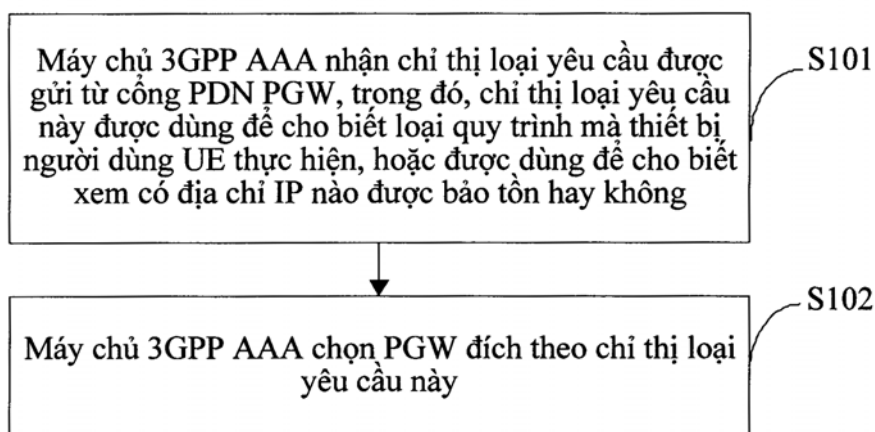 Máy chủ 3GPP AAA nhận chỉ thị loại yêu cầu được
gửi từ cổng PDN PGW, trong đó, chỉ thị loại yêu cầu
này được dùng để cho biết loại quy trình mà thiết bị
người dùng UE thực hiện, hoặc được dùng để cho biết
xem có địa chỉ IP nào được bảo tồn hay không
S101
Máy chủ 3GPP AAA chọn PGW đích theo chỉ thị loại
yêu cầu này
S102